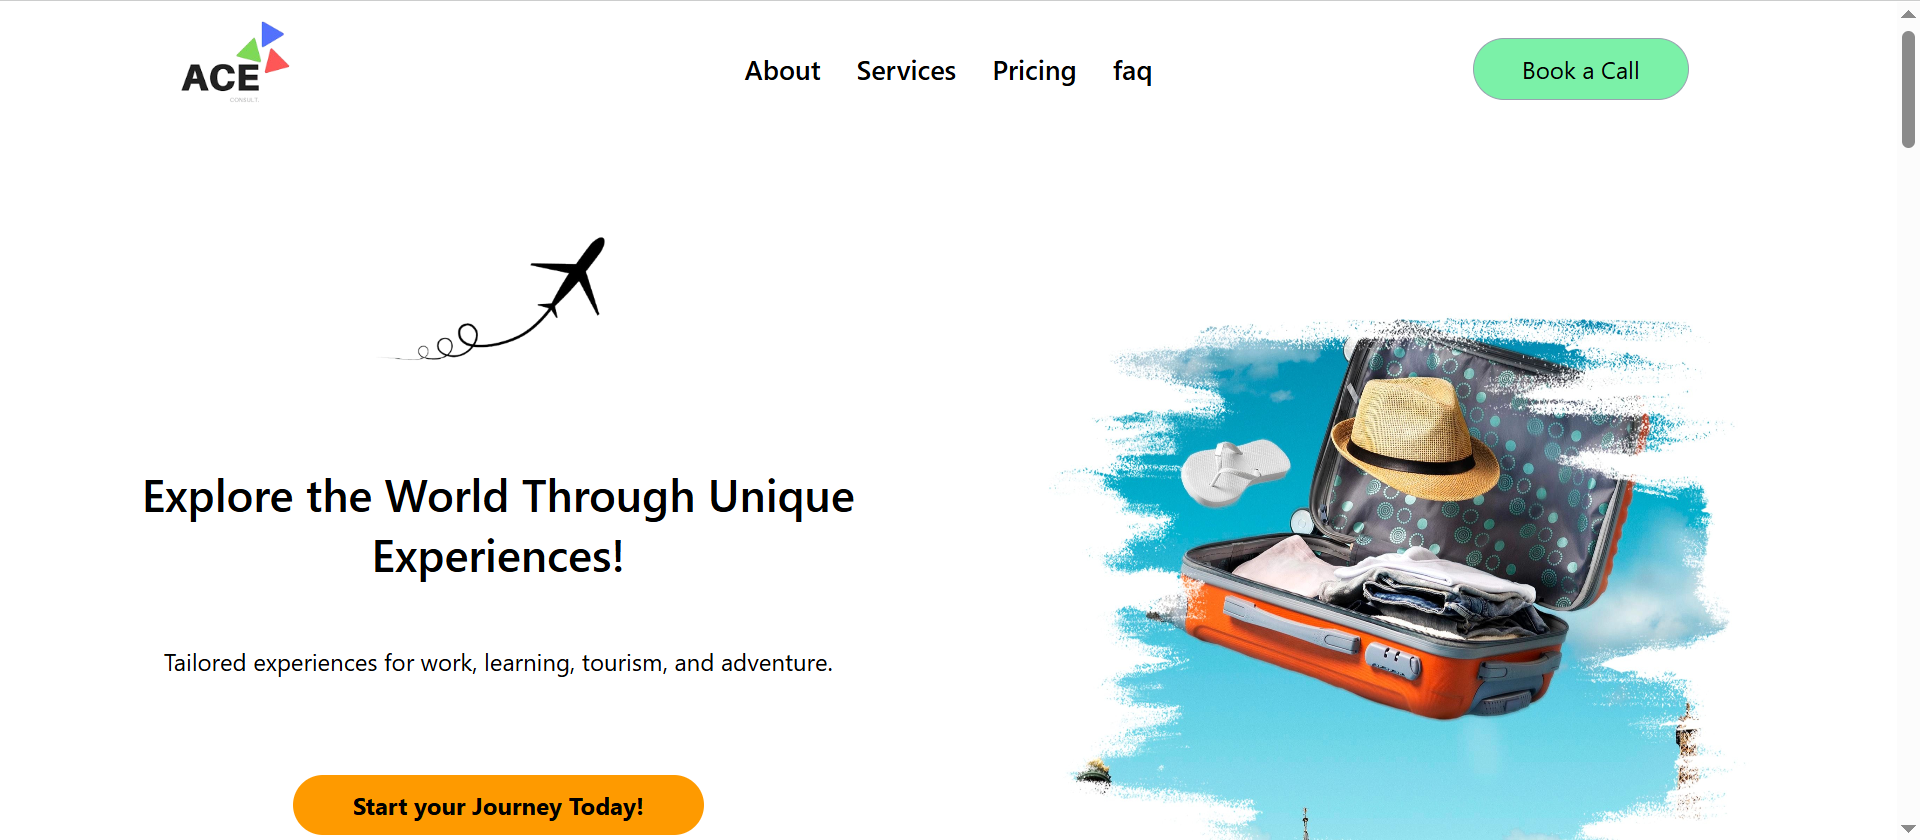 ACE
CONSULT.
About
Services
Pricing
faq
Book a Call
Explore the World Through Unique
Experiences!
Tailored experiences for work, learning, tourism, and adventure.
Start your Journey Today!